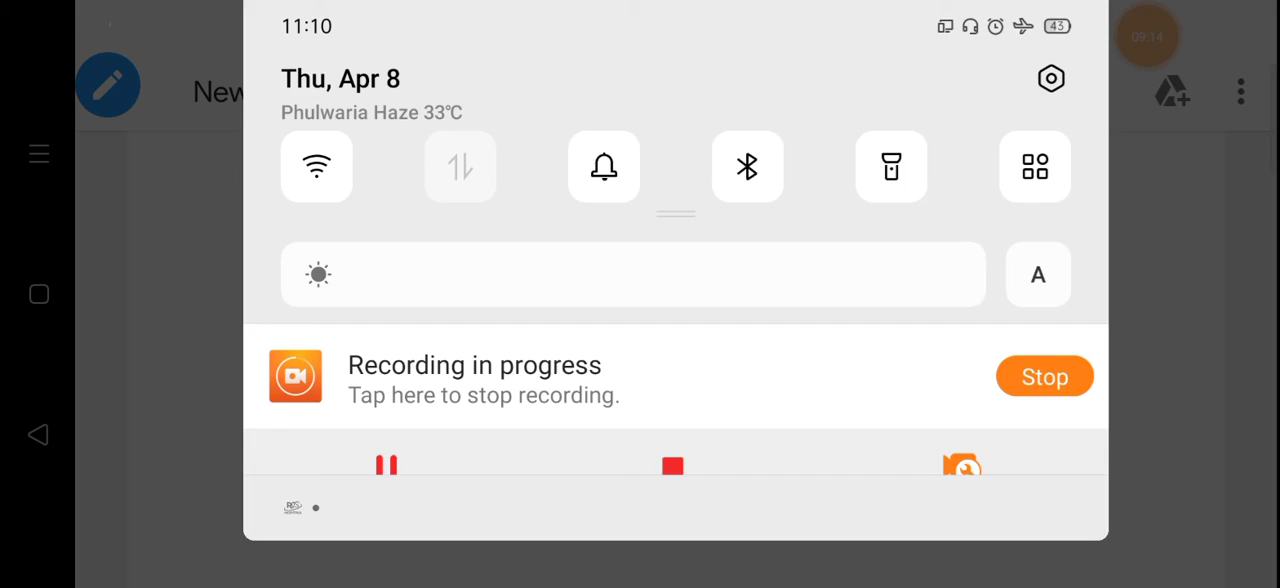 11:10
43
09:14
Thu, Apr 8
Phulwaria Haze 33℃
New
A
Recording in progress
Tap here to stop recording.
Stop